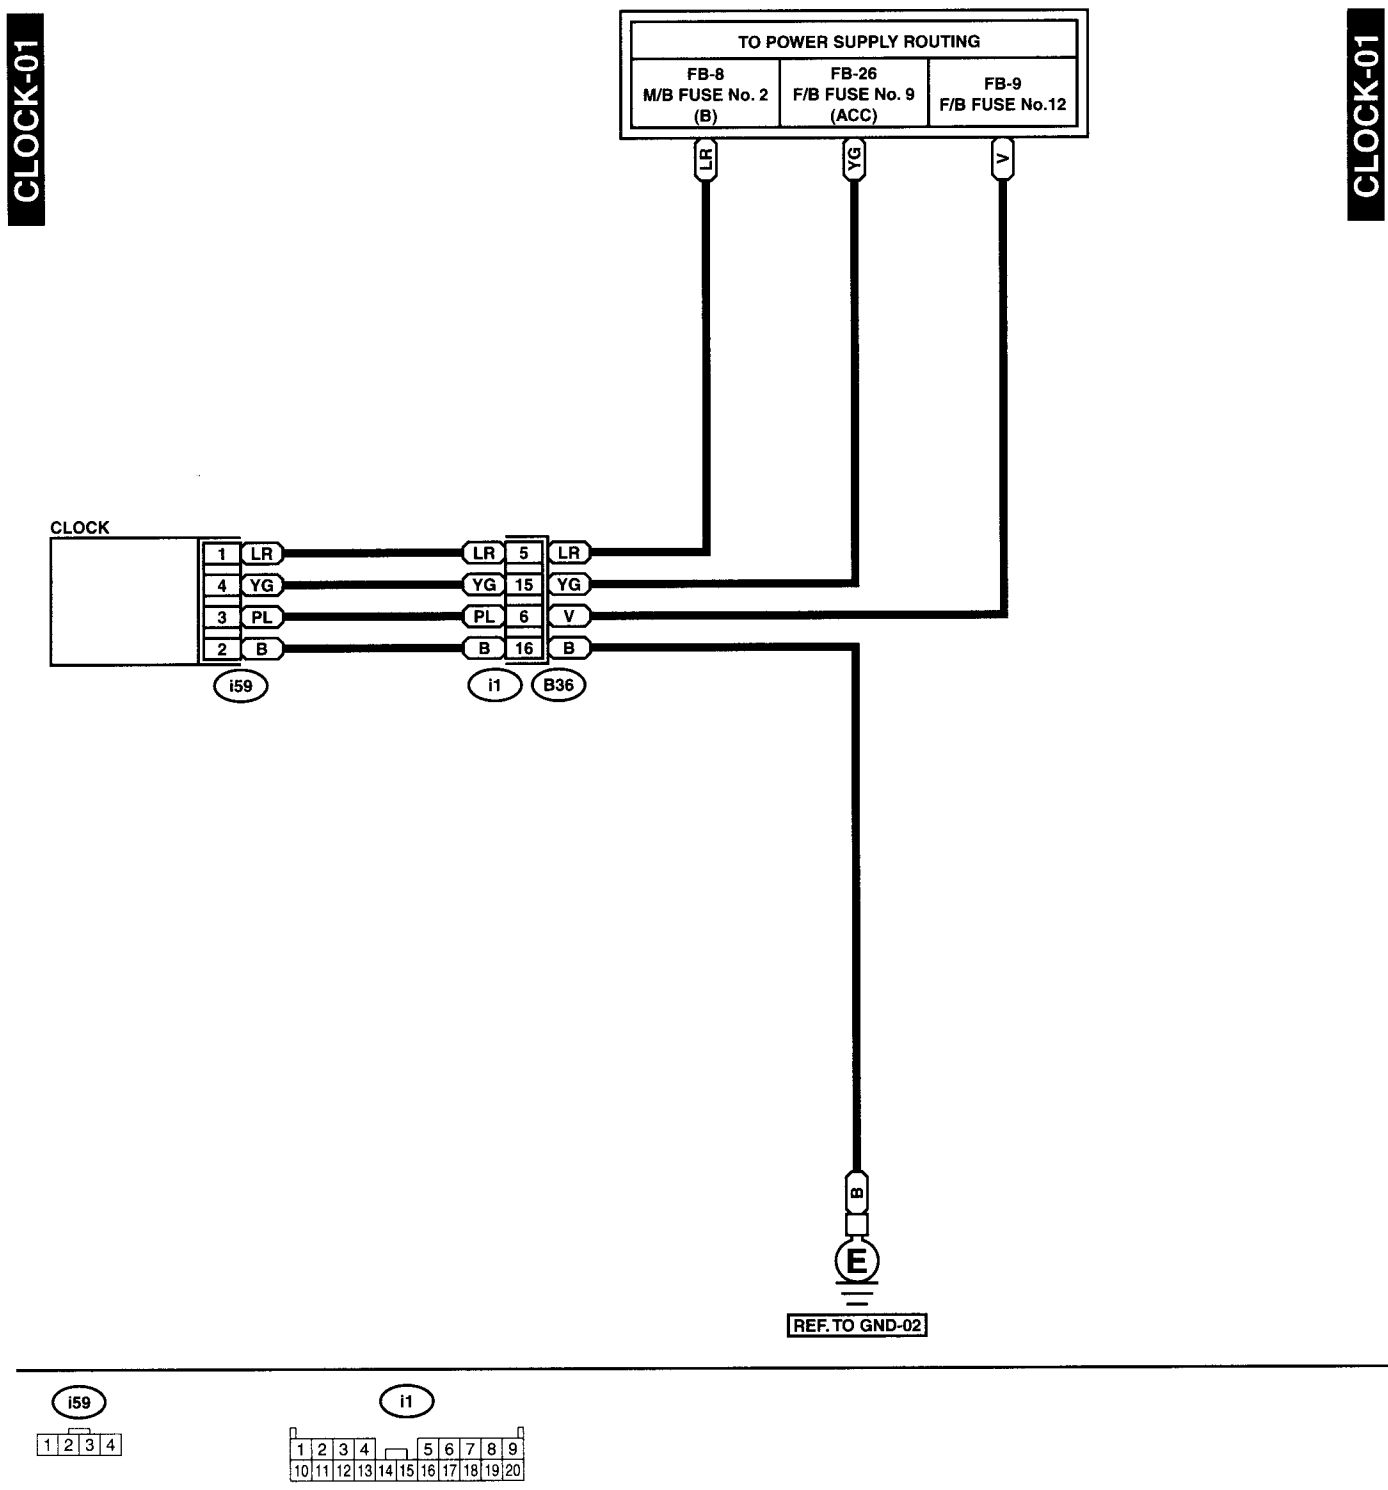 CLOCK-01
CLOCK-01
TO POWER SUPPLY ROUTING
FB-8
M/B FUSE No. 2
(B)
FB-26
F/B FUSE No. 9
(ACC)
FB-9
F/B FUSE No.12
LR
YG
V
CLOCK
1 LR LR 5 LR
4 YG YG 15 YG
3 PL PL 6 V
2 B B 16 B
i59
i1
B36
B
E
REF. TO GND-02
i59
1 2 3 4
i1
1 2 3 4 5 6 7 8 9
10 11 12 13 14 15 16 17 18 19 20